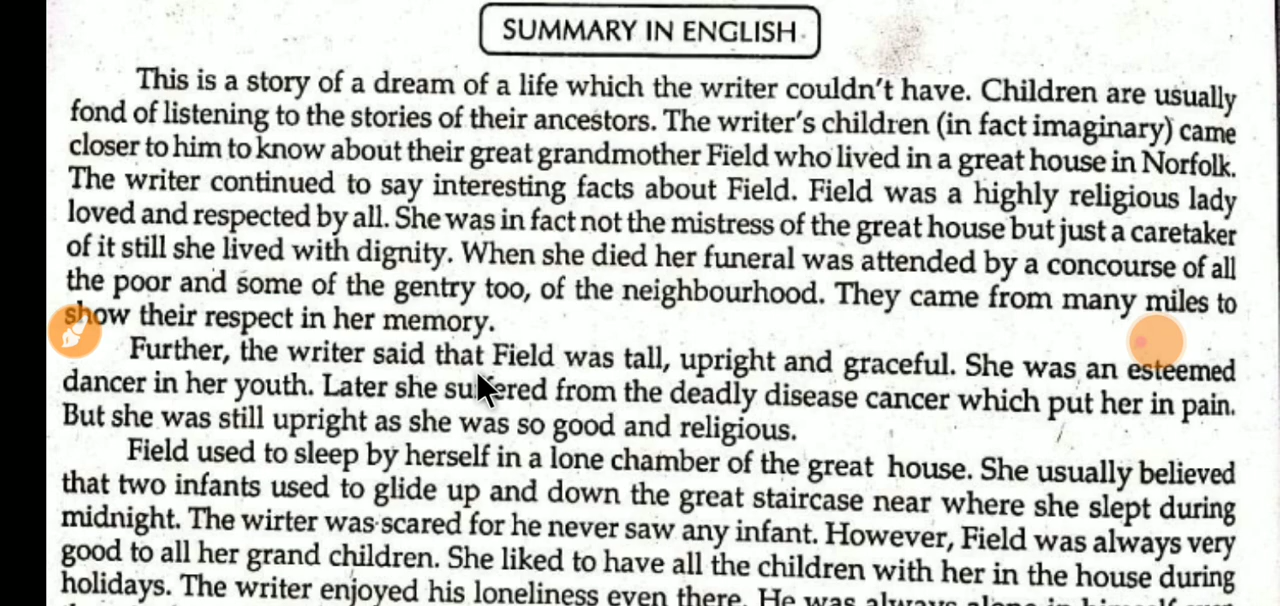 SUMMARY IN ENGLISH
This is a story of a dream of a life which the writer couldn't have. Children are usually
fond of listening to the stories of their ancestors. The writer's children (in fact imaginary) came
closer to him to know about their great grandmother Field who lived in a great house in Norfolk.
The writer continued to say interesting facts about Field. Field was a highly religious lady
loved and respected by all. She was in fact not the mistress of the great house but just a caretaker
of it still she lived with dignity. When she died her funeral was attended by a concourse of all
the poor and some of the gentry too, of the neighbourhood. They came from many miles to
show their respect in her memory.
Further, the writer said that Field was tall, upright and graceful. She was an esteemed
dancer in her youth. Later she suffered from the deadly disease cancer which put her in pain.
But she was still upright as she was so good and religious.
Field used to sleep by herself in a lone chamber of the great house. She usually believed
that two infants used to glide up and down the great staircase near where she slept during
midnight. The wirter was scared for he never saw any infant. However, Field was always very
good to all her grand children. She liked to have all the children with her in the house during
holidays. The writer enjoyed his loneliness even there. He was always alone in himself